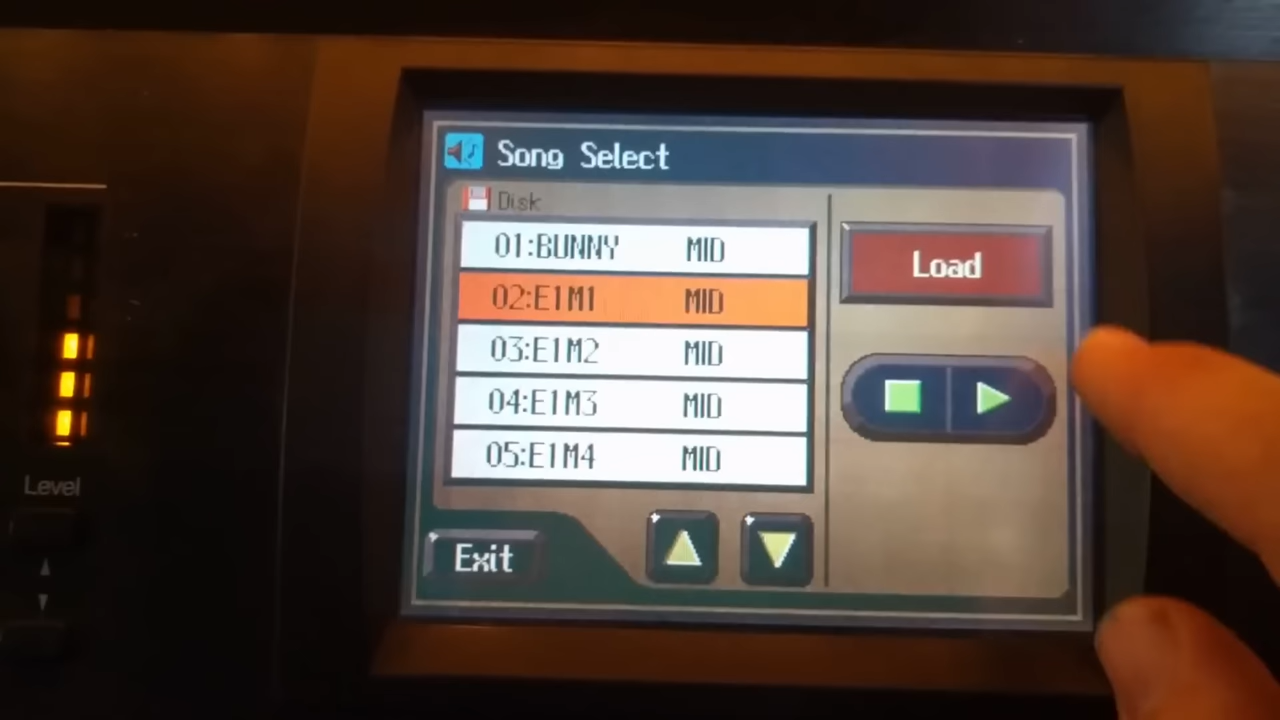 Song Select
Disk
01:BUNNY MID
02:E1M1 MID
03:E1M2 MID
04:E1M3 MID
05:E1M4 MID
Load
Exit
Level